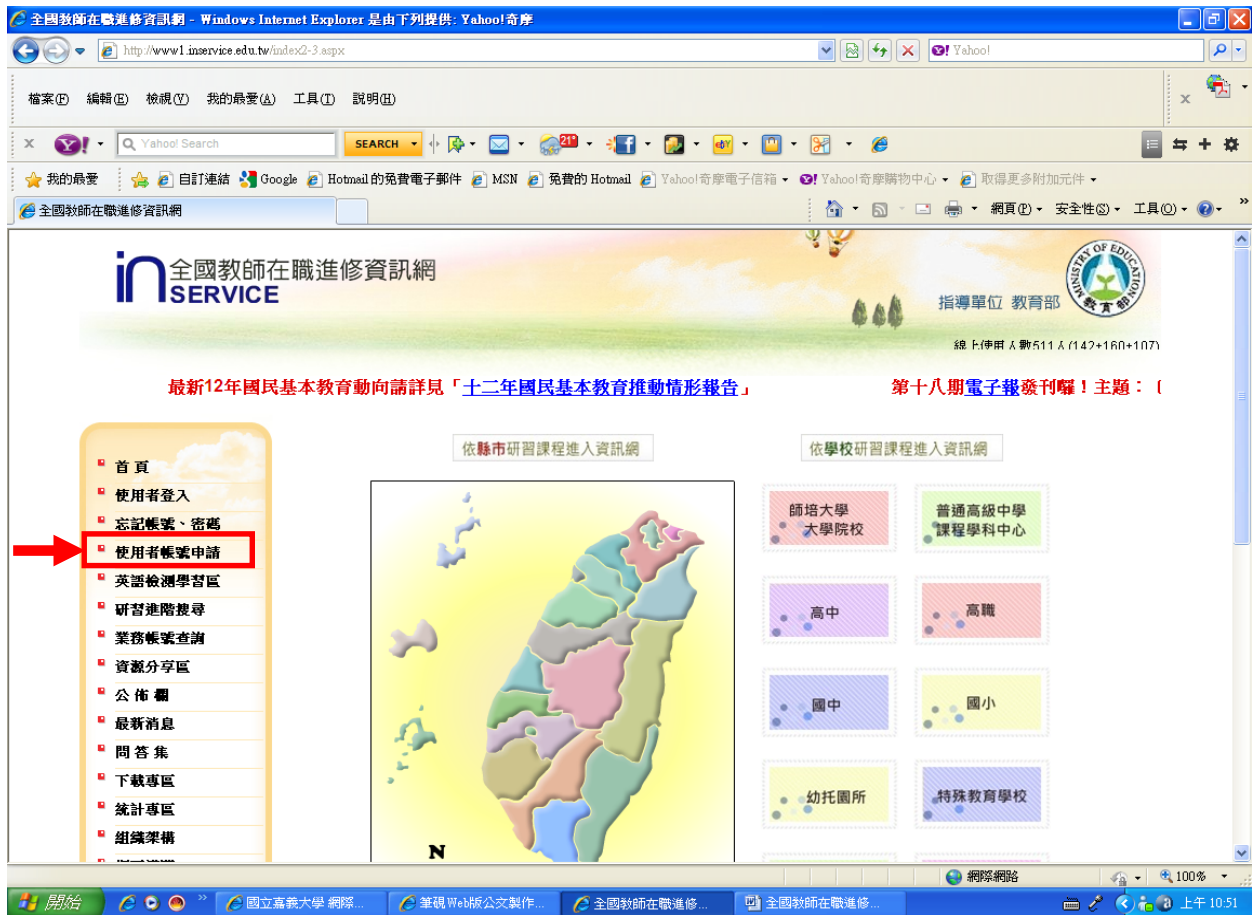 全國教師在職進修資訊網 - Windows Internet Explorer 是由下列提供: Yahoo!奇摩
http://www1.inservice.edu.tw/index2-3.aspx
Yahoo!
檔案(F) 編輯(E) 檢視(V) 我的最愛(A) 工具(T) 說明(H)
x
x Y! Yahoo! Search SEARCH 21°
我的最愛 自訂連結 Google Hotmail 的免費電子郵件 MSN 免費的 Hotmail Yahoo!奇摩電子信箱 Yahoo!奇摩購物中心 取得更多附加元件
全國教師在職進修資訊網
網頁(P) 安全性(S) 工具(O)
in 全國教師在職進修資訊網
SERVICE
指導單位 教育部
MINISTRY OF EDUCATION
教育部
線上使用人數511人(142+160+107)
最新12年國民基本教育動向請詳見「十二年國民基本教育推動情形報告」
第十八期電子報發刊囉！主題：
首 頁
使用者登入
忘記帳號、密碼
使用者帳號申請
英語檢測學習區
研習進階搜尋
業務帳號查詢
資源分享區
公 佈 欄
最新消息
問 答 集
下載專區
統計專區
組織架構
依縣市研習課程進入資訊網
N
依學校研習課程進入資訊網
師培大學
大學院校
普通高級中學
課程學科中心
高中
高職
國中
國小
幼托園所
特殊教育學校
網際網路
100%
開始
國立嘉義大學 網際...
筆硯 Web版公文製作...
全國教師在職進修...
全國教師在職進修...
上午 10:51